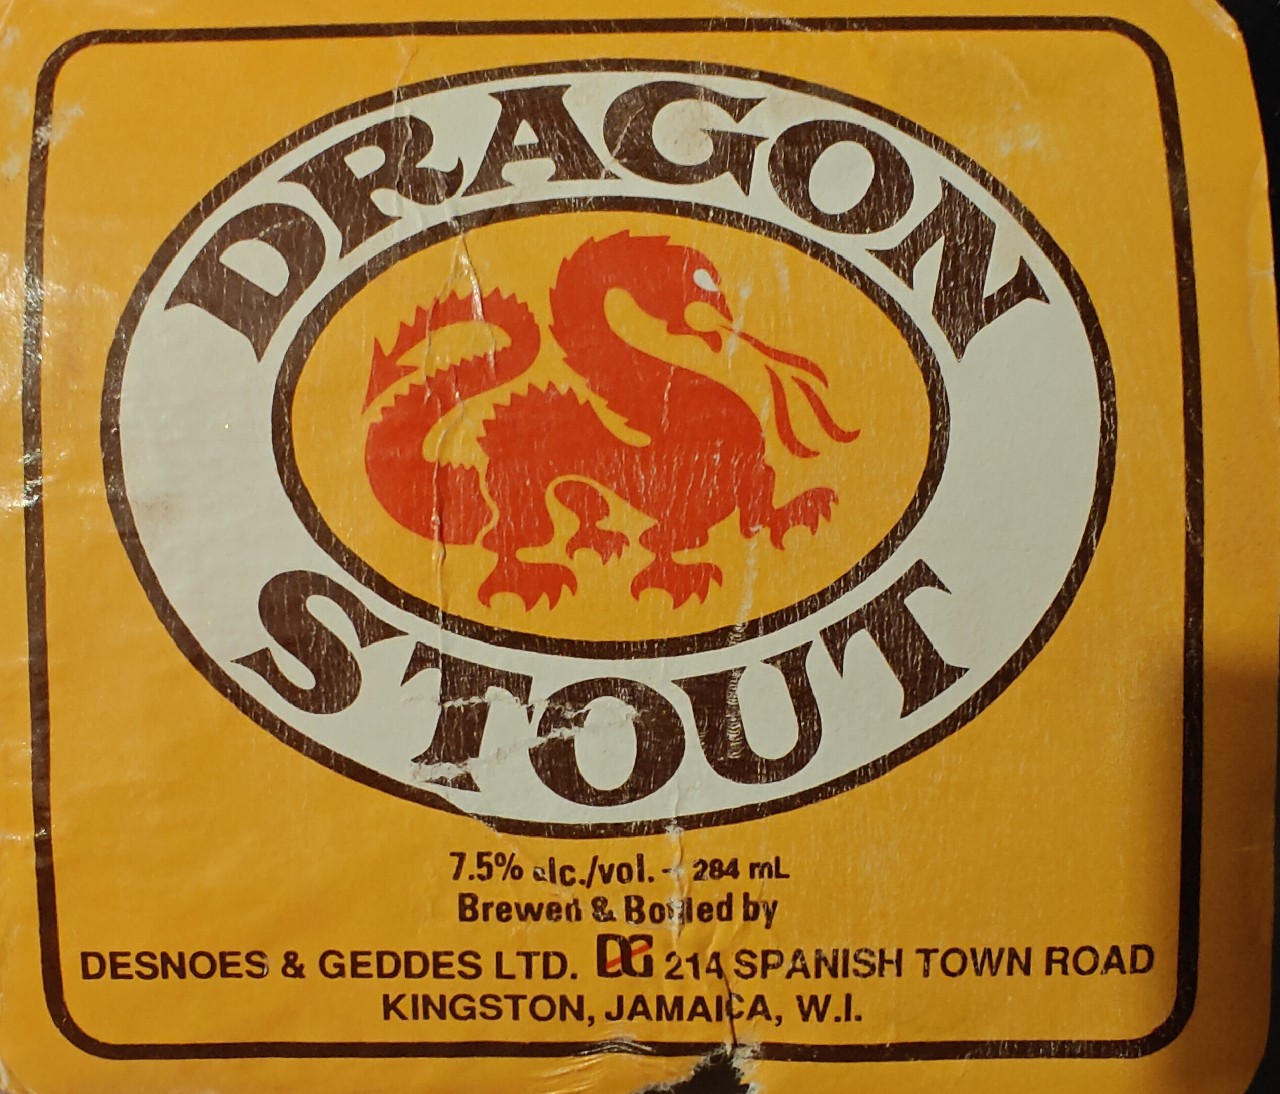 DRAGON
STOUT
7.5% alc./vol. - 284 mL
Brewed & Bottled by
DESNOES & GEDDES LTD. DG 214 SPANISH TOWN ROAD
KINGSTON, JAMAICA, W.I.